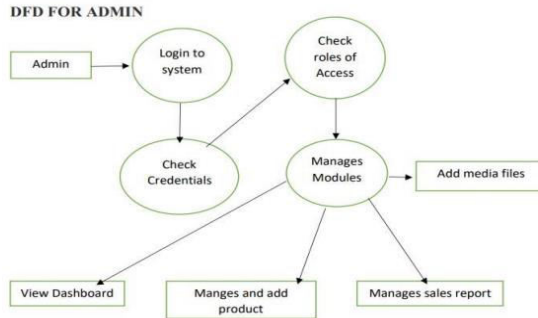 DFD FOR ADMIN
Admin
Login to
system
Check
roles of
Access
Check
Credentials
Manages
Modules
Add media files
View Dashboard
Manges and add
product
Manages sales report